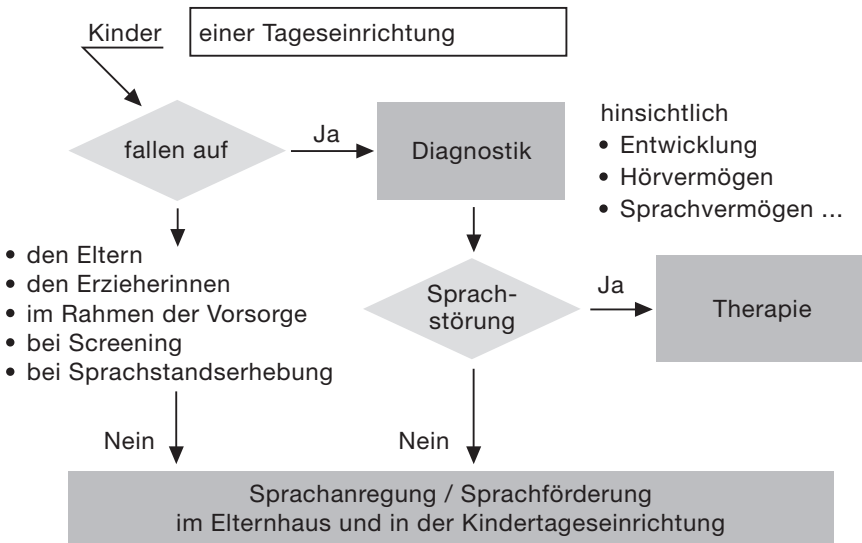 Kinder
einer Tageseinrichtung
fallen auf
Ja
Diagnostik
hinsichtlich
• Entwicklung
• Hörvermögen
• Sprachvermögen ...
• den Eltern
• den Erzieherinnen
• im Rahmen der Vorsorge
• bei Screening
• bei Sprachstandserhebung
Sprach-
störung
Ja
Therapie
Nein
Nein
Sprachanregung / Sprachförderung
im Elternhaus und in der Kindertageseinrichtung